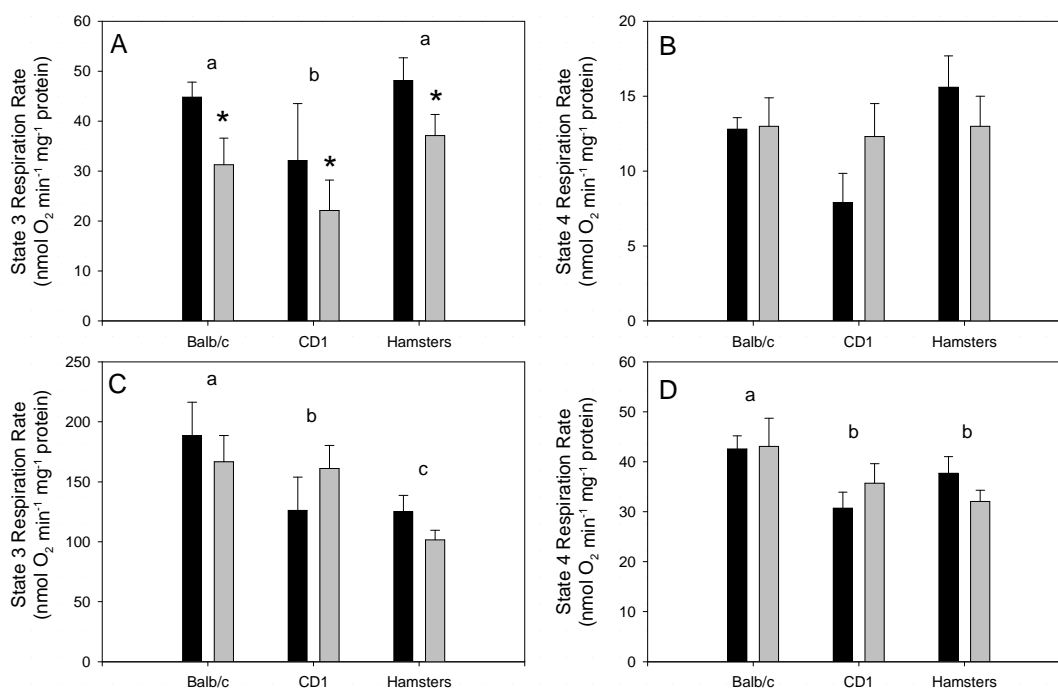 A
State 3 Respiration Rate
(nmol O₂ min⁻¹ mg⁻¹ protein)
60
50
40
30
20
10
0
a
b
a
*
*
*
Balb/c
CD1
Hamsters
B
State 4 Respiration Rate
(nmol O₂ min⁻¹ mg⁻¹ protein)
20
15
10
5
0
Balb/c
CD1
Hamsters
C
State 3 Respiration Rate
(nmol O₂ min⁻¹ mg⁻¹ protein)
250
200
150
100
50
0
a
b
c
Balb/c
CD1
Hamsters
D
State 4 Respiration Rate
(nmol O₂ min⁻¹ mg⁻¹ protein)
60
50
40
30
20
10
0
a
b
b
Balb/c
CD1
Hamsters